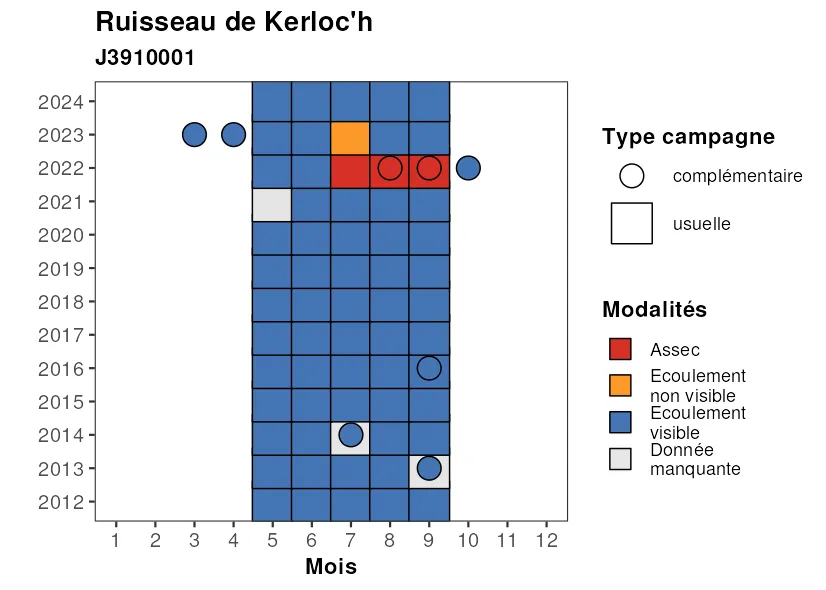 Ruisseau de Kerloc'h
J3910001
2024
2023
2022
2021
2020
2019
2018
2017
2016
2015
2014
2013
2012
1 2 3 4 5 6 7 8 9 10 11 12
Mois
Type campagne
complémentaire
usuelle
Modalités
Assec
Ecoulement
non visible
Ecoulement
visible
Donnée
manquante